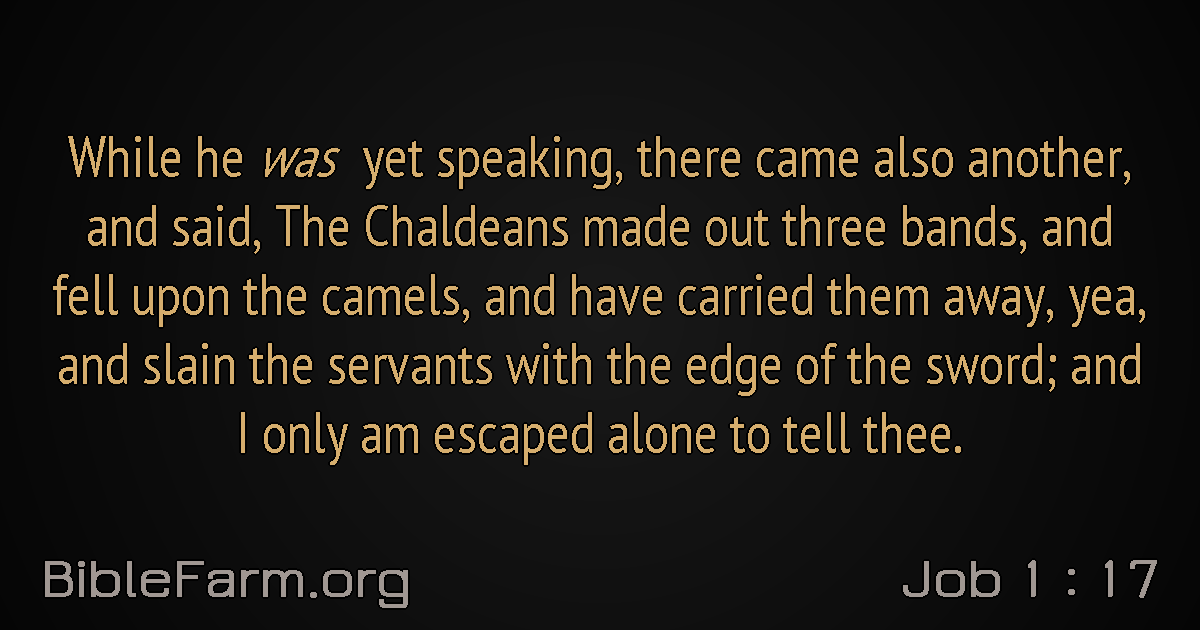 While he was yet speaking, there came also another,
and said, The Chaldeans made out three bands, and
fell upon the camels, and have carried them away, yea,
and slain the servants with the edge of the sword; and
I only am escaped alone to tell thee.
BibleFarm.org
Job 1 : 17